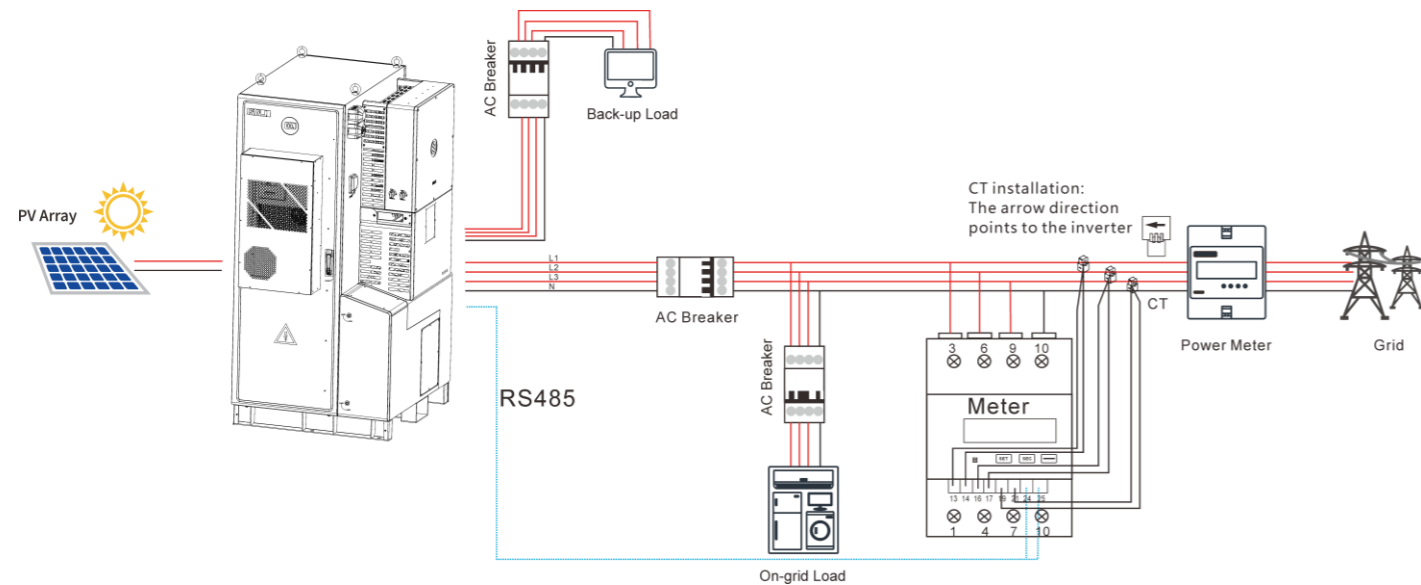 AC Breaker
Back-up Load
PV Array
CT installation:
The arrow direction
points to the inverter
L1
L2
L3
N
AC Breaker
CT
Power Meter
Grid
AC Breaker
RS485
3 6 9 10
Meter
SET
13 14 16 17 19 21 24 25
1 4 7 10
On-grid Load